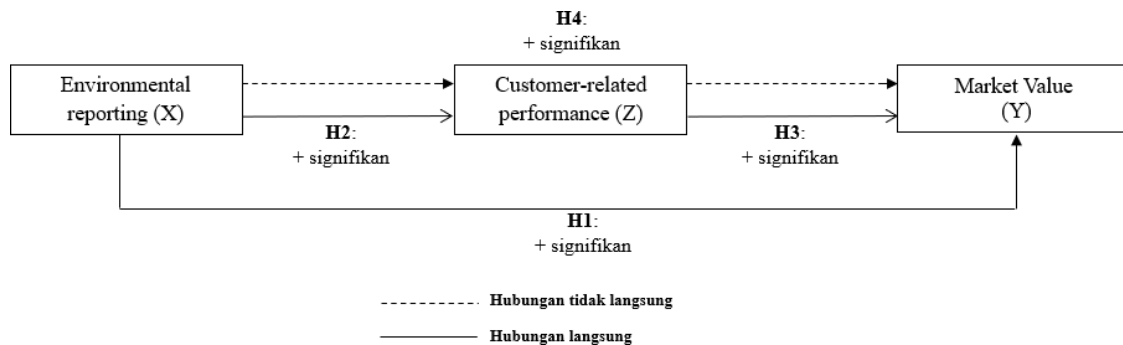 H4:
+ signifikan
Environmental
reporting (X)
Customer-related
performance (Z)
Market Value
(Y)
H2:
+ signifikan
H3:
+ signifikan
H1:
+ signifikan
Hubungan tidak langsung
Hubungan langsung